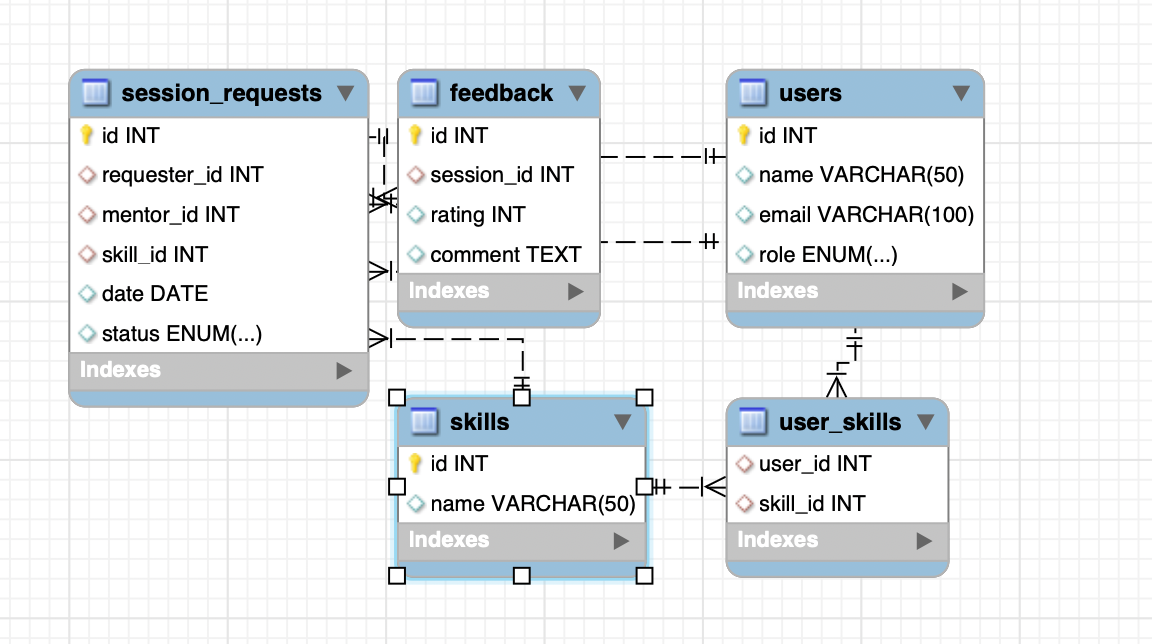 session_requests
id INT
requester_id INT
mentor_id INT
skill_id INT
date DATE
status ENUM(...)
Indexes
feedback
id INT
session_id INT
rating INT
comment TEXT
Indexes
users
id INT
name VARCHAR(50)
email VARCHAR(100)
role ENUM(...)
Indexes
skills
id INT
name VARCHAR(50)
Indexes
user_skills
user_id INT
skill_id INT
Indexes